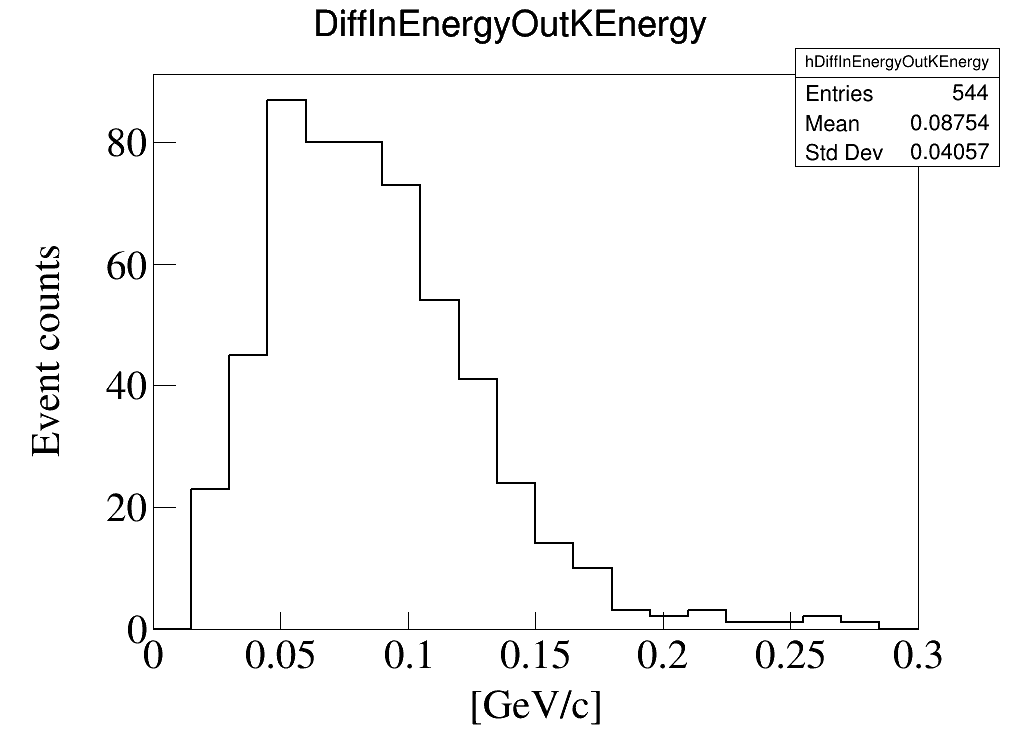 DiffInEnergyOutKEnergy
hDiffInEnergyOutKEnergy
Entries 544
Mean 0.08754
Std Dev 0.04057
Event counts
80
60
40
20
0
0 0.05 0.1 0.15 0.2 0.25 0.3
[GeV/c]